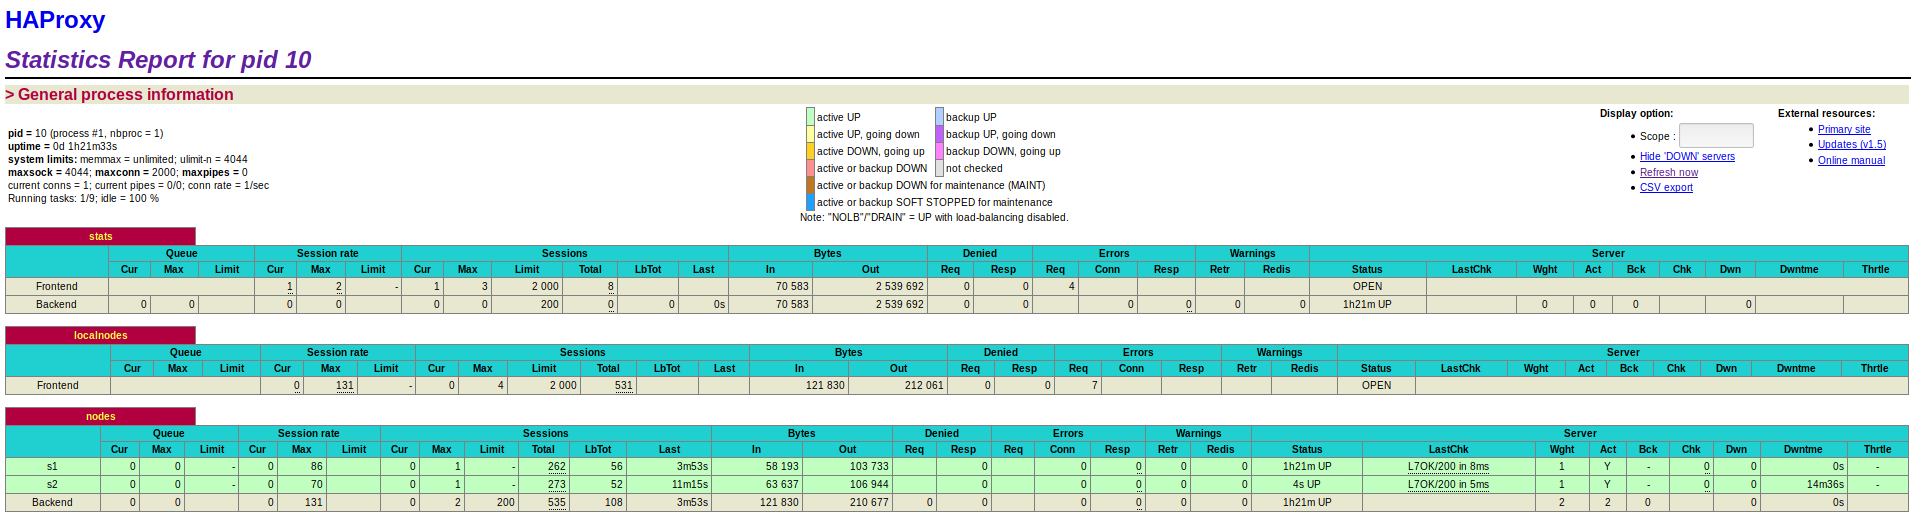 HAProxy
Statistics Report for pid 10
> General process information
pid = 10 (process #1, nbproc = 1)
uptime = 0d 1h21m33s
system limits: memmax = unlimited; ulimit-n = 4044
maxsock = 4044; maxconn = 2000; maxpipes = 0
current conns = 1; current pipes = 0/0; conn rate = 1/sec
Running tasks: 1/9; idle = 100 %
active UP backup UP
active UP, going down backup UP, going down
active DOWN, going up backup DOWN, going up
active or backup DOWN not checked
active or backup DOWN for maintenance (MAINT)
active or backup SOFT STOPPED for maintenance
Note: "NOLB"/"DRAIN" = UP with load-balancing disabled.
Display option:
• Scope :
• Hide 'DOWN' servers
• Refresh now
• CSV export
External resources:
• Primary site
• Updates (v1.5)
• Online manual
stats
Queue Session rate Sessions Bytes Denied Errors Warnings Server
Cur Max Limit Cur Max Limit Cur Max Limit Total LbTot Last In Out Req Resp Req Conn Resp Retr Redis Status LastChk Wght Act Bck Chk Dwn Dwntme Thrtle
Frontend 1 2 - 1 3 2 000 8 70 583 2 539 692 0 0 4 OPEN
Backend 0 0 0 0 0 0 200 0 0 0s 70 583 2 539 692 0 0 0 0 0 0 1h21m UP 0 0 0 0
localnodes
Queue Session rate Sessions Bytes Denied Errors Warnings Server
Cur Max Limit Cur Max Limit Cur Max Limit Total LbTot Last In Out Req Resp Req Conn Resp Retr Redis Status LastChk Wght Act Bck Chk Dwn Dwntme Thrtle
Frontend 0 131 - 0 4 2 000 531 121 830 212 061 0 0 7 OPEN
nodes
Queue Session rate Sessions Bytes Denied Errors Warnings Server
Cur Max Limit Cur Max Limit Cur Max Limit Total LbTot Last In Out Req Resp Req Conn Resp Retr Redis Status LastChk Wght Act Bck Chk Dwn Dwntme Thrtle
s1 0 0 - 0 86 0 1 - 262 56 3m53s 58 193 103 733 0 0 0 0 0 1h21m UP L7OK/200 in 8ms 1 Y - 0 0 0s -
s2 0 0 - 0 70 0 1 - 273 52 11m15s 63 637 106 944 0 0 0 0 0 4s UP L7OK/200 in 5ms 1 Y - 0 0 14m36s -
Backend 0 0 0 131 0 2 200 535 108 3m53s 121 830 210 677 0 0 0 0 0 0 1h21m UP 2 2 0 0 0s